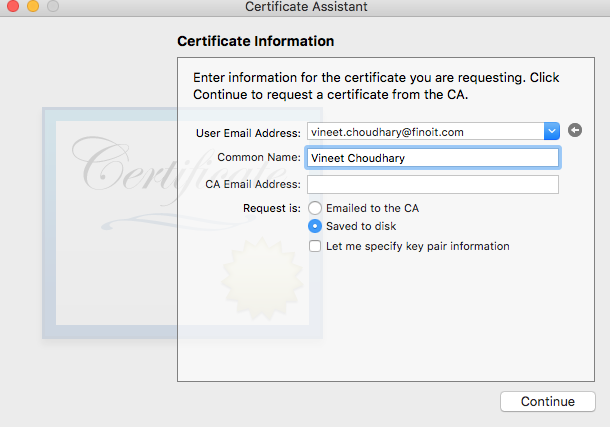 Certificate Assistant
Certificate Information
Enter information for the certificate you are requesting. Click
Continue to request a certificate from the CA.
Certificate
User Email Address: vineet.choudhary@finoit.com
Common Name: Vineet Choudhary
CA Email Address:
Request is: Emailed to the CA
Saved to disk
Let me specify key pair information
Continue